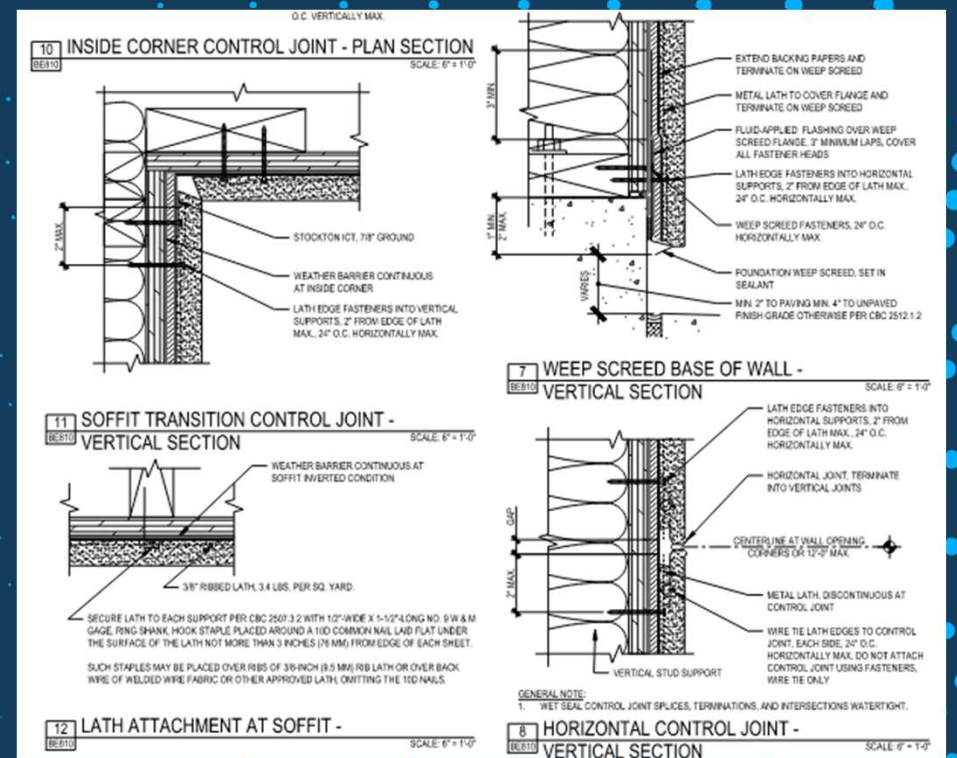 O.C. VERTICALLY MAX.
10 INSIDE CORNER CONTROL JOINT - PLAN SECTION
BE810 SCALE: 6" = 1'-0"
2" MAX.
STOCKTON ICT, 7/8" GROUND
WEATHER BARRIER CONTINUOUS
AT INSIDE CORNER
LATH EDGE FASTENERS INTO VERTICAL
SUPPORTS, 2" FROM EDGE OF LATH
MAX., 24" O.C. HORIZONTALLY MAX.
11 SOFFIT TRANSITION CONTROL JOINT -
BE810 VERTICAL SECTION SCALE: 6" = 1'-0"
WEATHER BARRIER CONTINUOUS AT
SOFFIT INVERTED CONDITION
3/8" RIBBED LATH, 3.4 LBS. PER SQ. YARD.
SECURE LATH TO EACH SUPPORT PER CBC 2507.3.2 WITH 1/2"-WIDE X 1-1/2"-LONG NO. 9 W & M
GAGE, RING SHANK, HOOK STAPLE PLACED AROUND A 10D COMMON NAIL LAID FLAT UNDER
THE SURFACE OF THE LATH NOT MORE THAN 3 INCHES (76 MM) FROM EDGE OF EACH SHEET.
SUCH STAPLES MAY BE PLACED OVER RIBS OF 3/8-INCH (9.5 MM) RIB LATH OR OVER BACK
WIRE OF WELDED WIRE FABRIC OR OTHER APPROVED LATH, OMITTING THE 10D NAILS.
12 LATH ATTACHMENT AT SOFFIT -
BE810 SCALE: 6" = 1'-0"
3" MIN.
1" MIN.
2" MAX.
VARIES
EXTEND BACKING PAPERS AND
TERMINATE ON WEEP SCREED
METAL LATH TO COVER FLANGE AND
TERMINATE ON WEEP SCREED
FLUID-APPLIED FLASHING OVER WEEP
SCREED FLANGE, 3" MINIMUM LAPS, COVER
ALL FASTENER HEADS
LATH EDGE FASTENERS INTO HORIZONTAL
SUPPORTS, 2" FROM EDGE OF LATH MAX.,
24" O.C. HORIZONTALLY MAX.
WEEP SCREED FASTENERS, 24" O.C.
HORIZONTALLY MAX.
FOUNDATION WEEP SCREED, SET IN
SEALANT
MIN. 2" TO PAVING MIN. 4" TO UNPAVED
FINISH GRADE OTHERWISE PER CBC 2512.1.2
7 WEEP SCREED BASE OF WALL -
BE810 VERTICAL SECTION SCALE: 6" = 1'-0"
GAP
2" MAX.
LATH EDGE FASTENERS INTO
HORIZONTAL SUPPORTS, 2" FROM
EDGE OF LATH MAX., 24" O.C.
HORIZONTALLY MAX.
HORIZONTAL JOINT, TERMINATE
INTO VERTICAL JOINTS
CENTERLINE AT WALL OPENING
CORNERS OR 12'-0" MAX.
METAL LATH, DISCONTINUOUS AT
CONTROL JOINT
WIRE TIE LATH EDGES TO CONTROL
JOINT, EACH SIDE, 24" O.C.
HORIZONTALLY MAX. DO NOT ATTACH
CONTROL JOINT USING FASTENERS,
WIRE TIE ONLY
VERTICAL STUD SUPPORT
GENERAL NOTE:
1. WET SEAL CONTROL JOINT SPLICES, TERMINATIONS, AND INTERSECTIONS WATERTIGHT.
8 HORIZONTAL CONTROL JOINT -
BE810 VERTICAL SECTION SCALE: 6" = 1'-0"